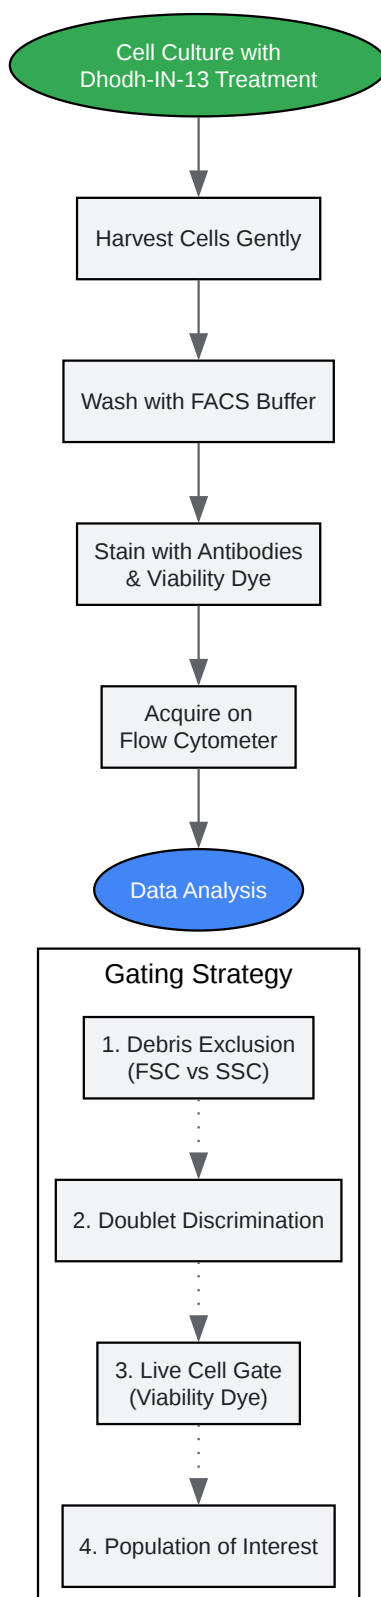 Cell Culture with
Dhodh-IN-13 Treatment
Harvest Cells Gently
Wash with FACS Buffer
Stain with Antibodies
& Viability Dye
Acquire on
Flow Cytometer
Data Analysis
Gating Strategy
1. Debris Exclusion
(FSC vs SSC)
2. Doublet Discrimination
3. Live Cell Gate
(Viability Dye)
4. Population of Interest